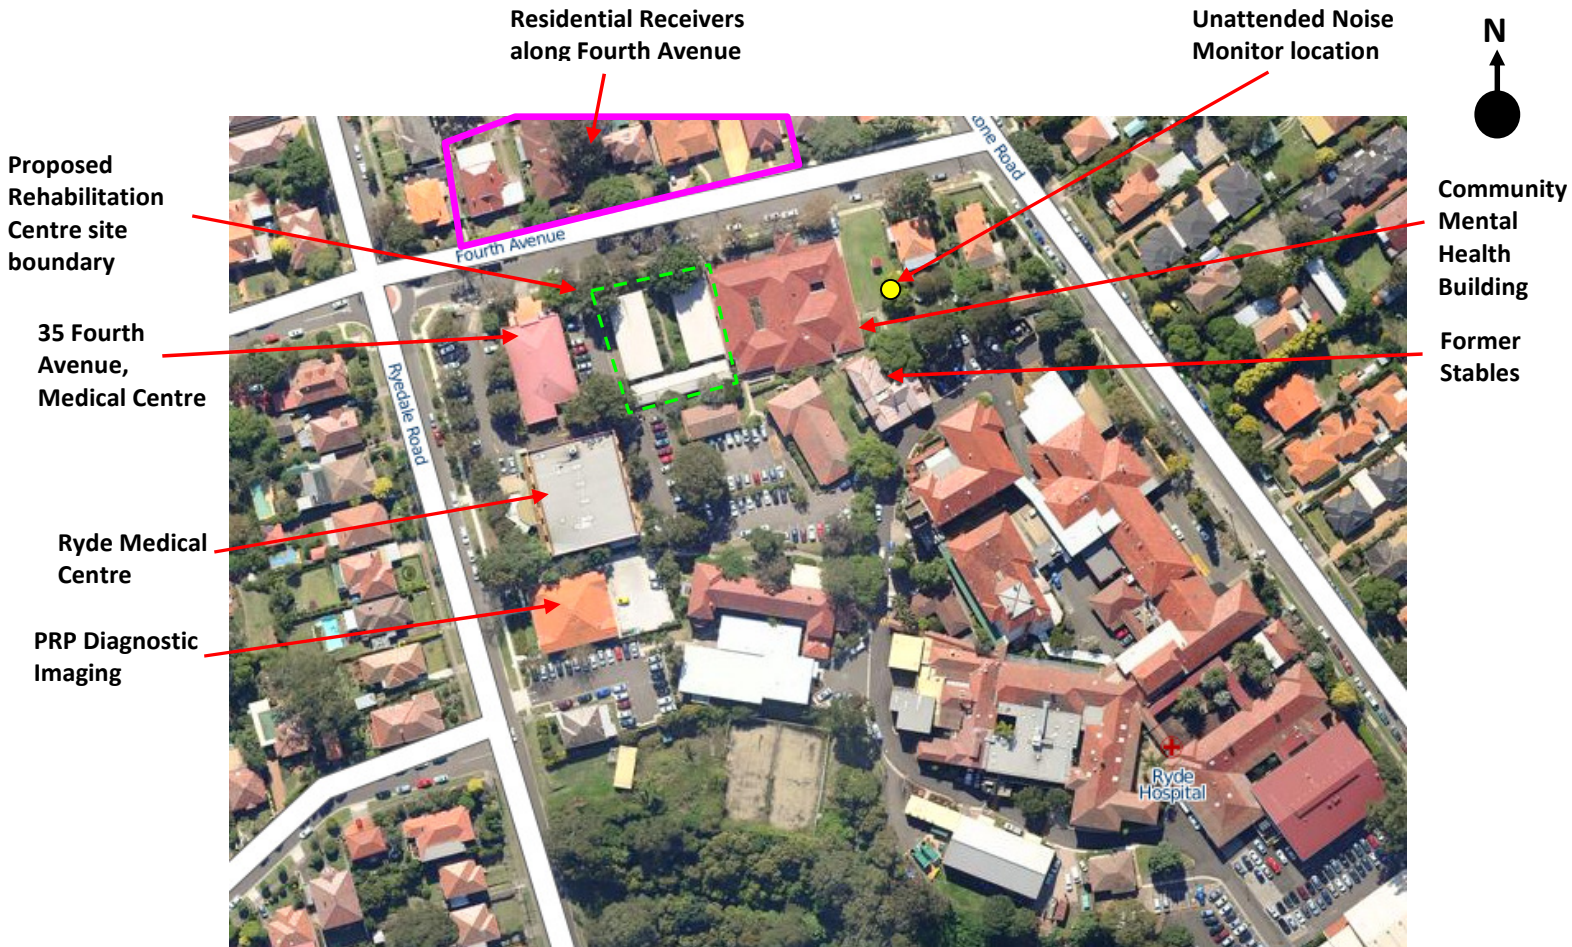 Residential Receivers
along Fourth Avenue
Unattended Noise
Monitor location
N
Proposed
Rehabilitation
Centre site
boundary
Community
Mental
Health
Building
35 Fourth
Avenue,
Medical Centre
Former
Stables
Ryde Medical
Centre
PRP Diagnostic
Imaging
Fourth Avenue
Ryedale Road
Road
Ryde
Hospital